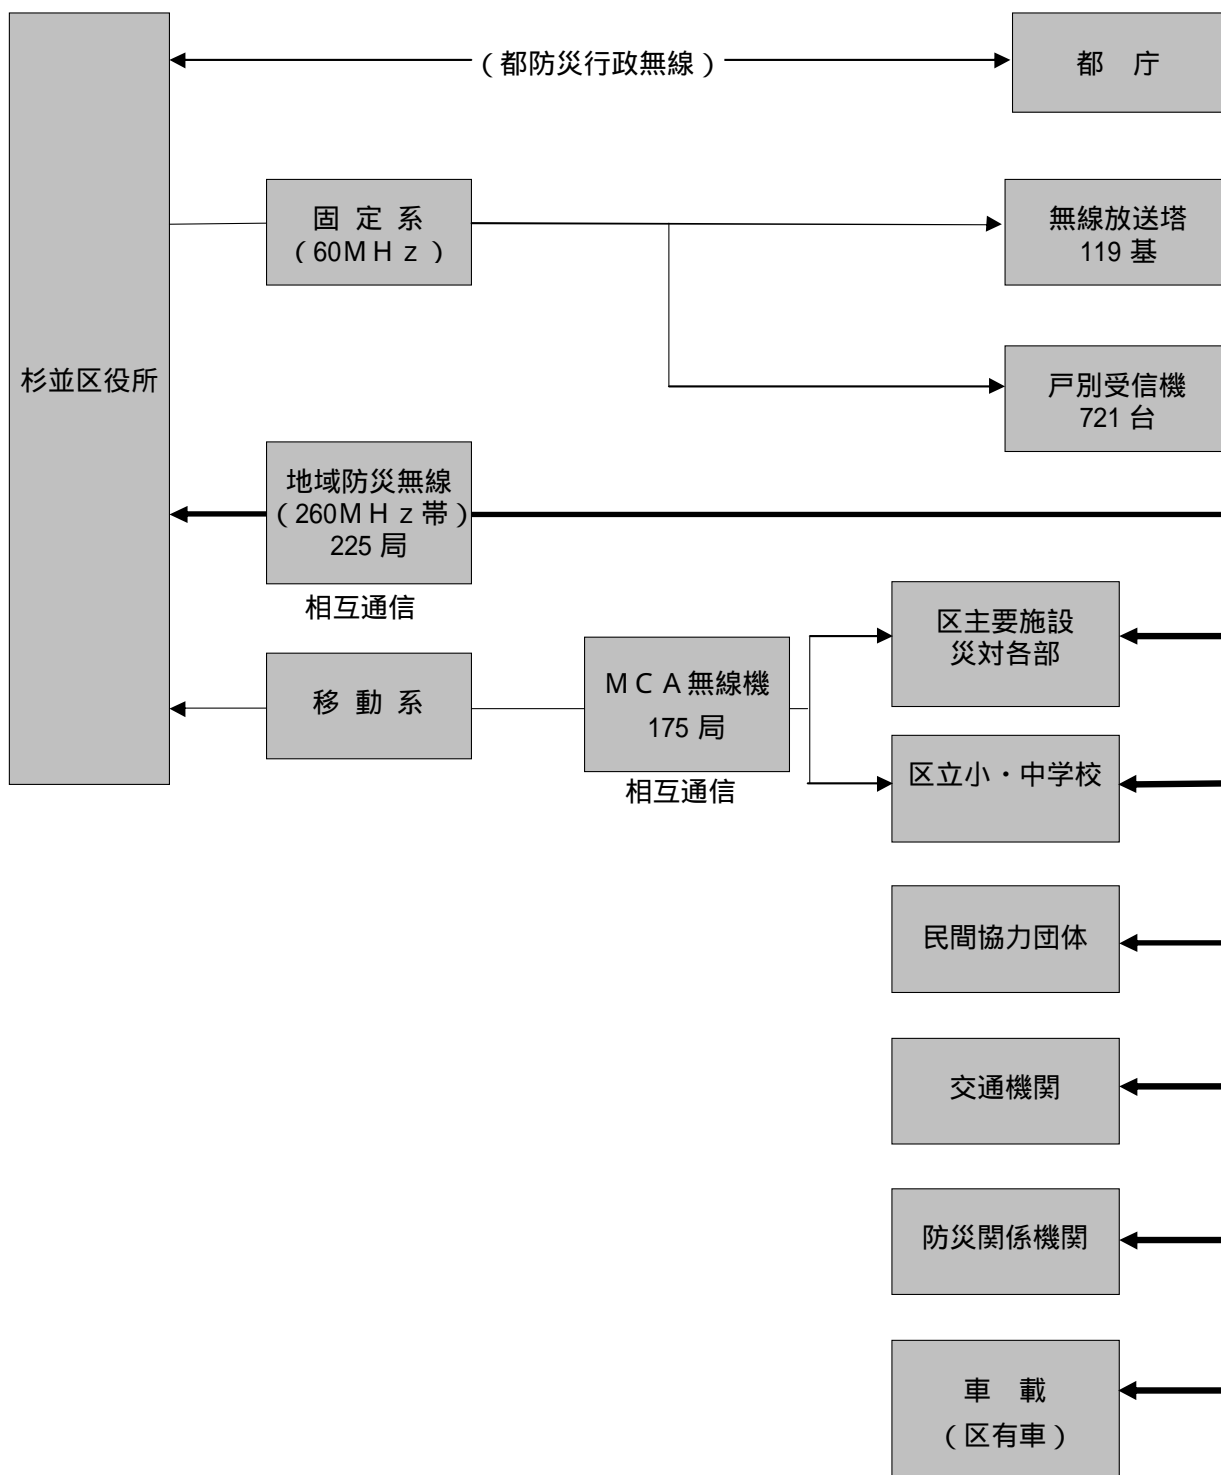 （都防災行政無線）
都　庁
固 定 系
（60ＭＨｚ）
無線放送塔
119 基
杉並区役所
戸別受信機
721 台
地域防災無線
（260ＭＨｚ帯）
225 局
相互通信
区主要施設
災対各部
移 動 系
ＭＣＡ無線機
175 局
相互通信
区立小・中学校
民間協力団体
交通機関
防災関係機関
車　載
（区有車）